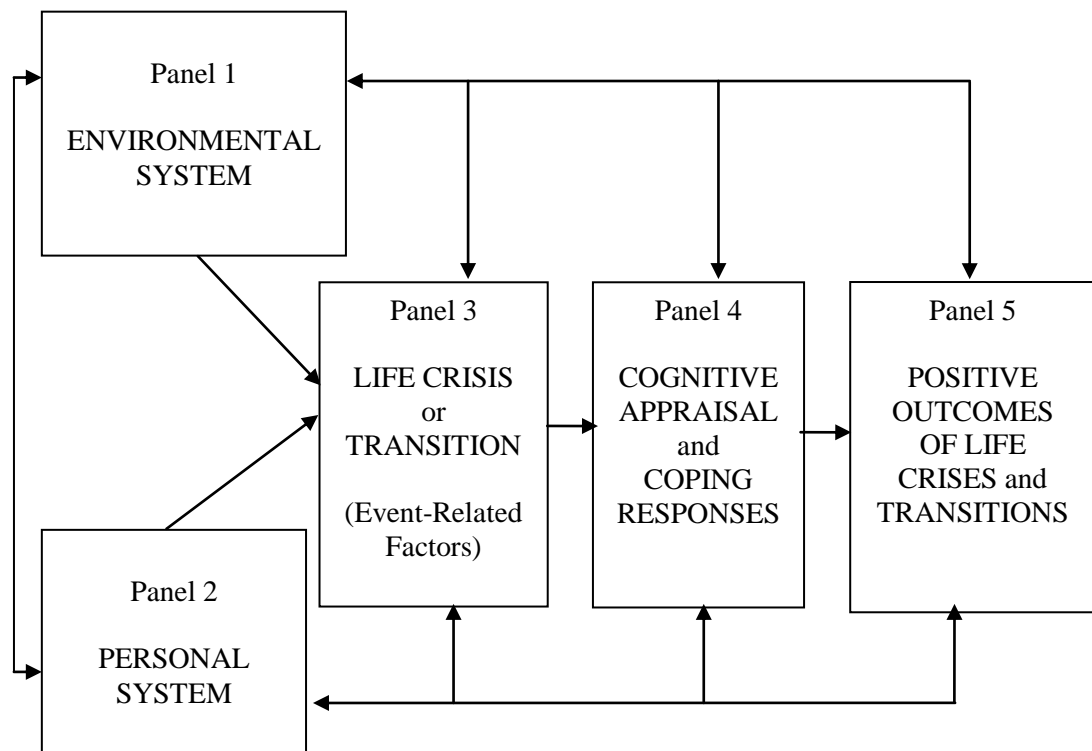 Panel 1
ENVIRONMENTAL
SYSTEM
Panel 2
PERSONAL
SYSTEM
Panel 3
LIFE CRISIS
or
TRANSITION
(Event-Related
Factors)
Panel 4
COGNITIVE
APPRAISAL
and
COPING
RESPONSES
Panel 5
POSITIVE
OUTCOMES
OF LIFE
CRISES and
TRANSITIONS